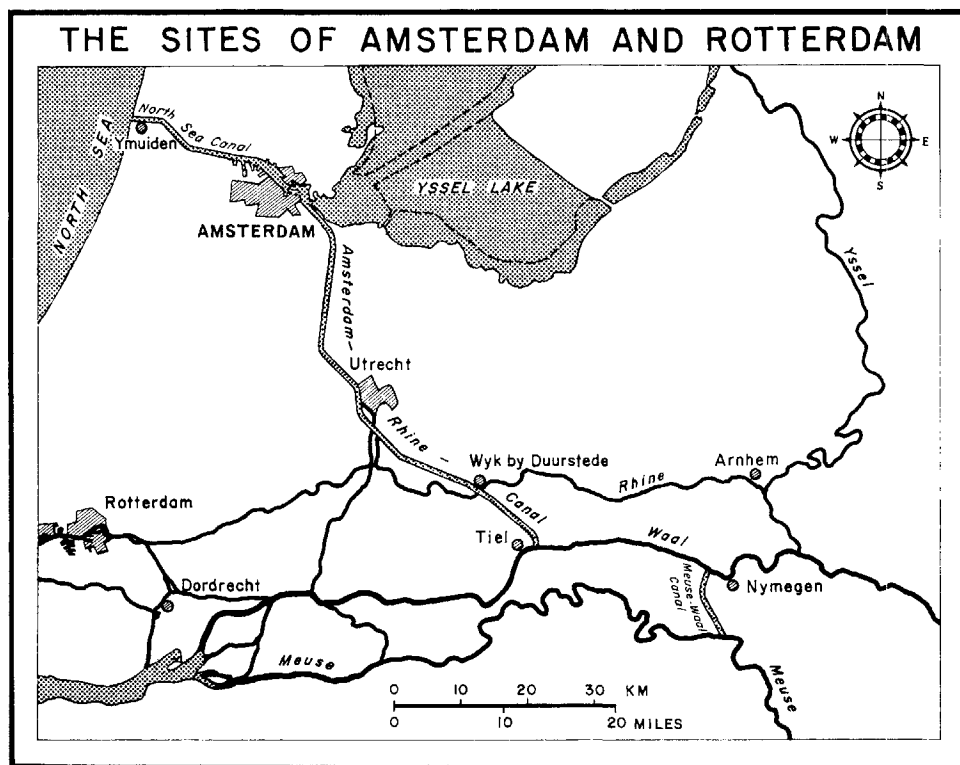 THE SITES OF AMSTERDAM AND ROTTERDAM
North Sea Canal
Ymuiden
NORTH SEA
AMSTERDAM
YSSEL LAKE
N
W
E
S
Yssel
Amsterdam-
Utrecht
Rhine -
Canal
Wyk by Duurstede
Rhine
Arnhem
Rotterdam
Tiel
Waal
Dordrecht
Meuse-Waal
Canal
Nymegen
Meuse
Meuse
0 10 20 30 KM
0 10 20 MILES